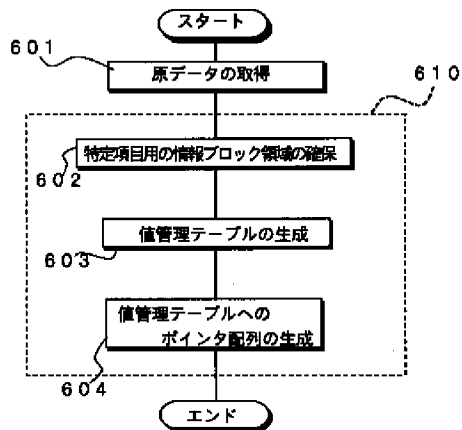 スタート
601
原データの取得
610
特定項目用の情報ブロック領域の確保
602
値管理テーブルの生成
603
値管理テーブルへの
ポインタ配列の生成
604
エンド